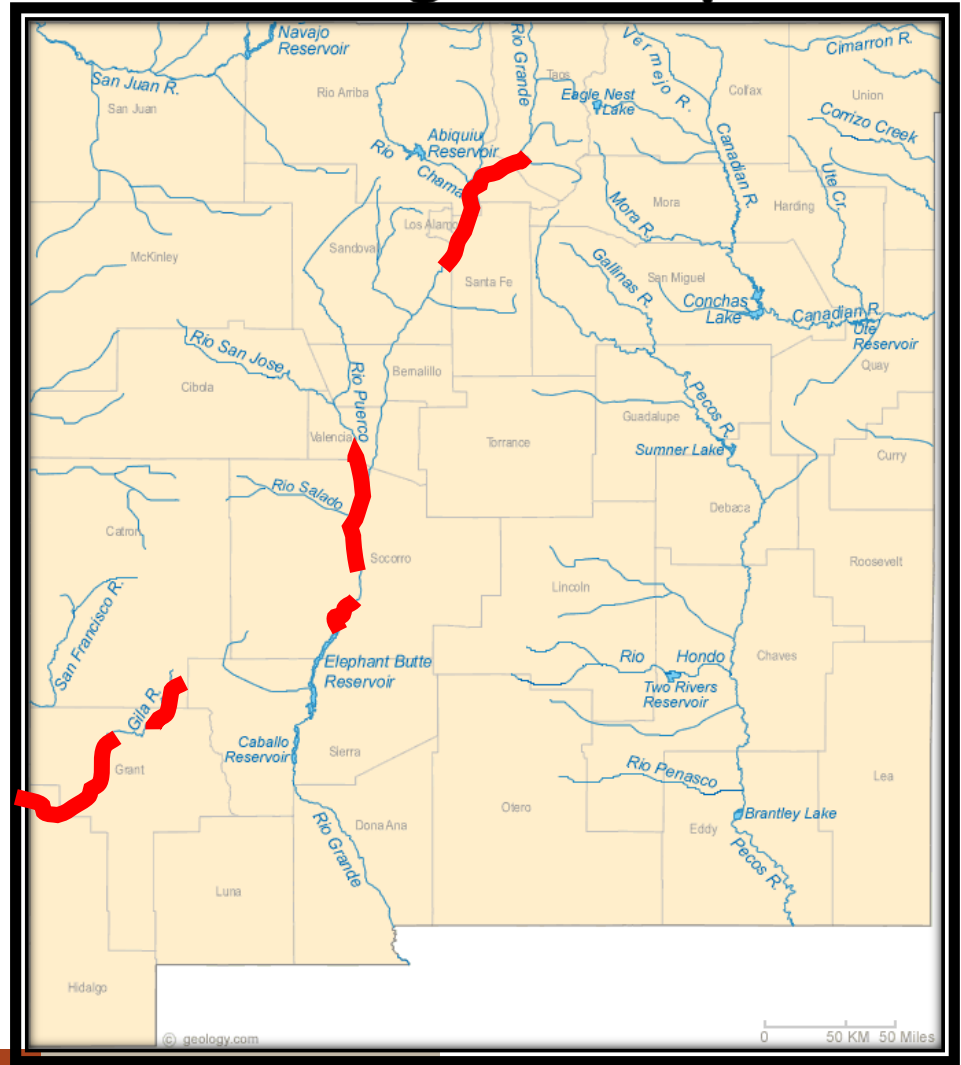 Navajo
Reservoir
San Juan R.
San Juan
Rio Arriba
Rio Grande
Taos
Vermejo R.
Eagle Nest
Lake
Colfax
Cimarron R.
Union
Corrizo Creek
Abiquiu
Reservoir
Rio
Chama
Canadian R.
Ute Cr.
Mora R.
Mora
Harding
Los Alamo
Sandoval
McKinley
Santa Fe
Gallinas R.
San Miguel
Conchas
Lake
Canadian R.
Ute
Reservoir
Quay
Rio San Jose
Cibola
Rio Puerco
Bernalillo
Valencia
Torrance
Guadalupe
Pecos R.
Sumner Lake
Curry
Rio Salado
Debaca
Catron
Socorro
Roosevelt
Lincoln
San Francisco R.
Rio Hondo
Chaves
Two Rivers
Reservoir
Elephant Butte
Reservoir
Gila R.
Caballo
Reservoir
Sierra
Grant
Rio Penasco
Lea
Otero
Brantley Lake
Eddy
Dona Ana
Rio Grande
Pecos R.
Luna
Hidalgo
© geology.com
0 50 KM 50 Miles